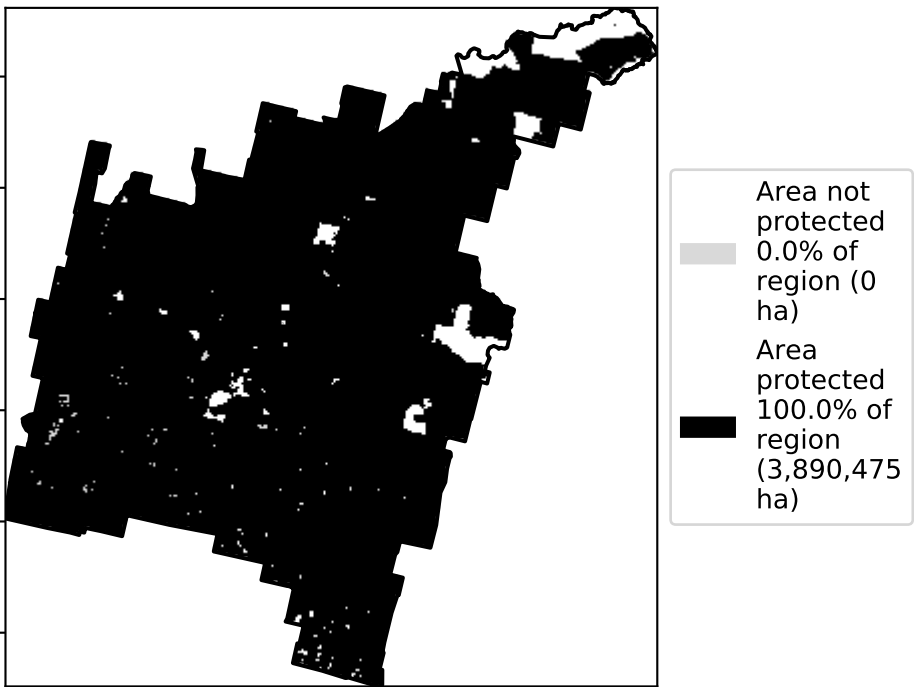 Area not
protected
0.0% of
region (0
ha)
Area
protected
100.0% of
region
(3,890,475
ha)